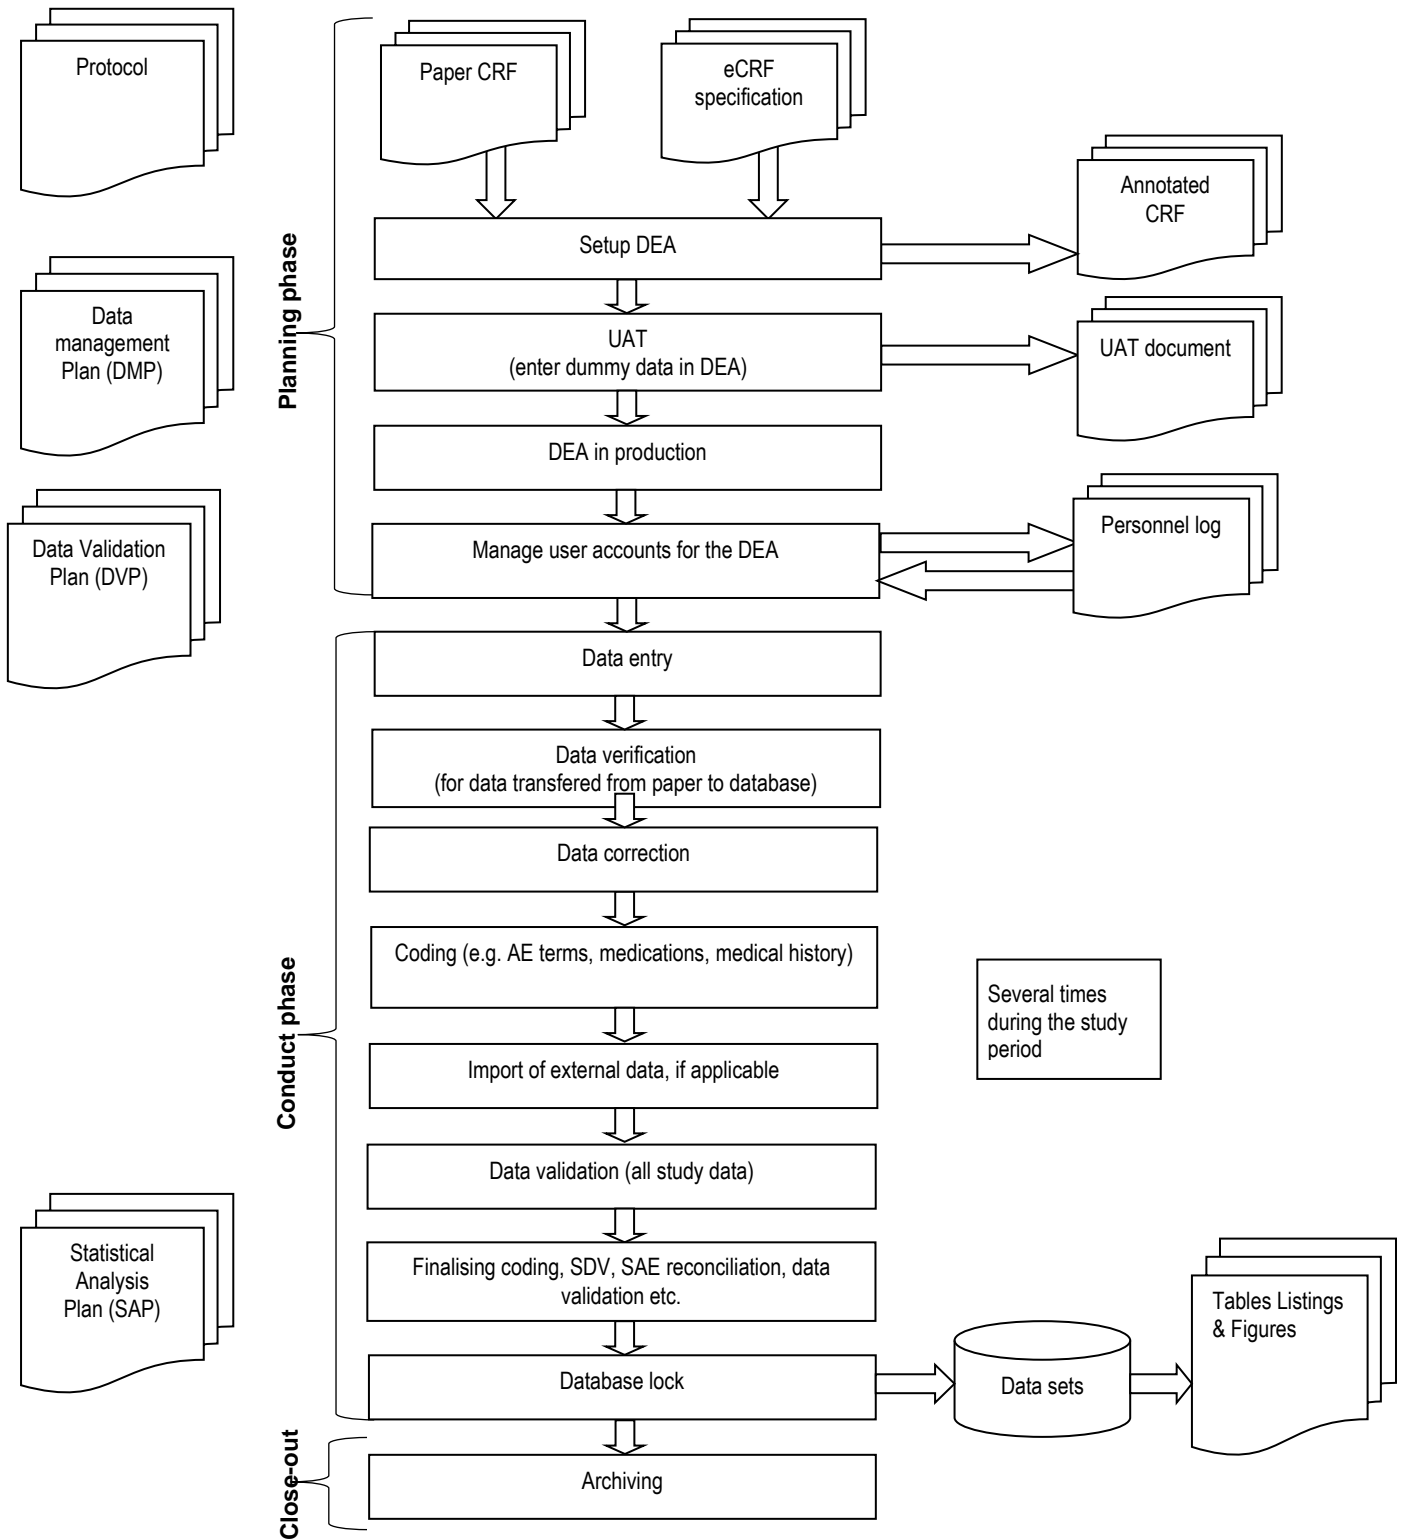 Protocol
Paper CRF
eCRF
specification
Annotated
CRF
Setup DEA
Planning phase
Data
management
Plan (DMP)
UAT
(enter dummy data in DEA)
UAT document
DEA in production
Data Validation
Plan (DVP)
Manage user accounts for the DEA
Personnel log
Data entry
Data verification
(for data transfered from paper to database)
Data correction
Conduct phase
Coding (e.g. AE terms, medications, medical history)
Several times
during the study
period
Import of external data, if applicable
Data validation (all study data)
Statistical
Analysis
Plan (SAP)
Finalising coding, SDV, SAE reconciliation, data
validation etc.
Tables Listings
& Figures
Database lock
Data sets
Close-out
Archiving